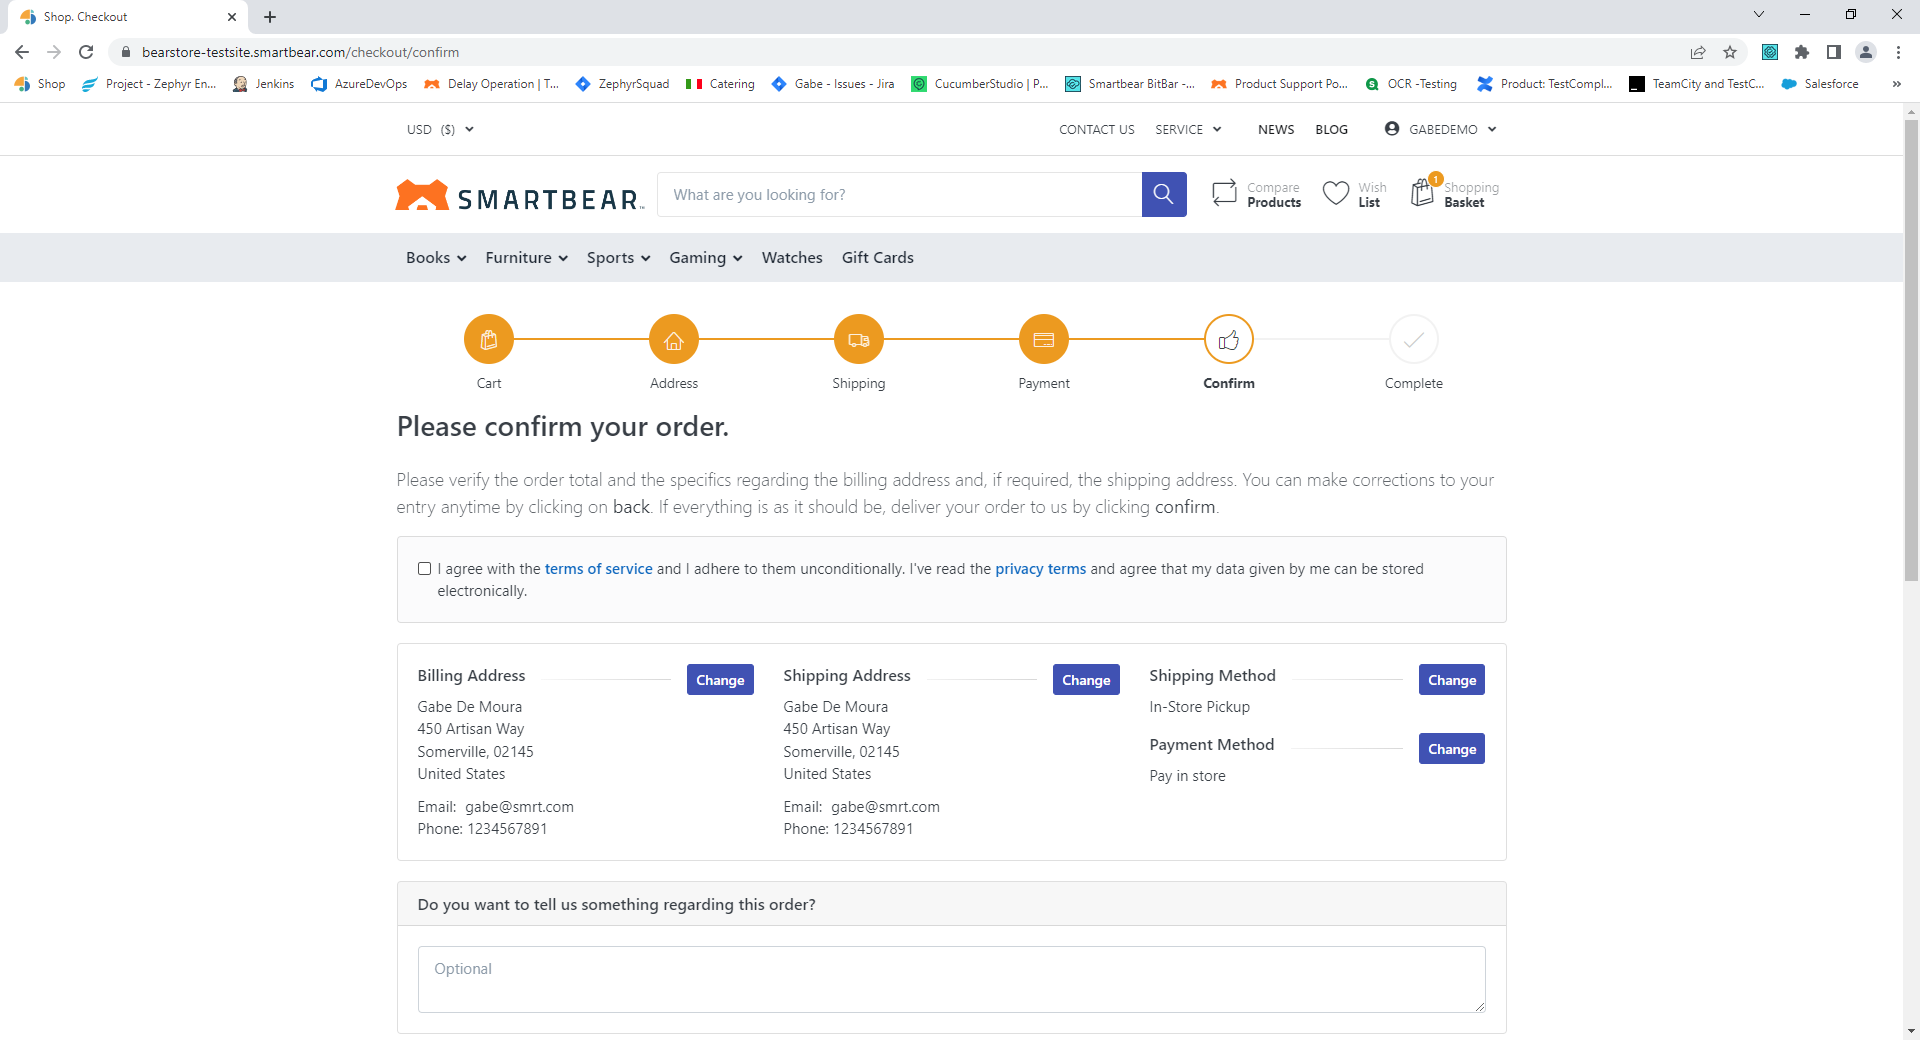 Shop. Checkout
bearstore-testsite.smartbear.com/checkout/confirm
Shop
Project - Zephyr En...
Jenkins
AzureDevOps
Delay Operation | T...
ZephyrSquad
Catering
Gabe - Issues - Jira
CucumberStudio | P...
Smartbear BitBar -...
Product Support Po...
OCR -Testing
Product: TestCompl...
TeamCity and TestC...
Salesforce
»
USD ($)
CONTACT US
SERVICE
NEWS
BLOG
GABEDEMO
SMARTBEAR
What are you looking for?
Compare
Products
Wish
List
1
Shopping
Basket
Books
Furniture
Sports
Gaming
Watches
Gift Cards
Cart
Address
Shipping
Payment
Confirm
Complete
Please confirm your order.
Please verify the order total and the specifics regarding the billing address and, if required, the shipping address. You can make corrections to your
entry anytime by clicking on back. If everything is as it should be, deliver your order to us by clicking confirm.
I agree with the terms of service and I adhere to them unconditionally. I've read the privacy terms and agree that my data given by me can be stored
electronically.
Billing Address
Change
Gabe De Moura
450 Artisan Way
Somerville, 02145
United States
Email: gabe@smrt.com
Phone: 1234567891
Shipping Address
Change
Gabe De Moura
450 Artisan Way
Somerville, 02145
United States
Email: gabe@smrt.com
Phone: 1234567891
Shipping Method
Change
In-Store Pickup
Payment Method
Change
Pay in store
Do you want to tell us something regarding this order?
Optional